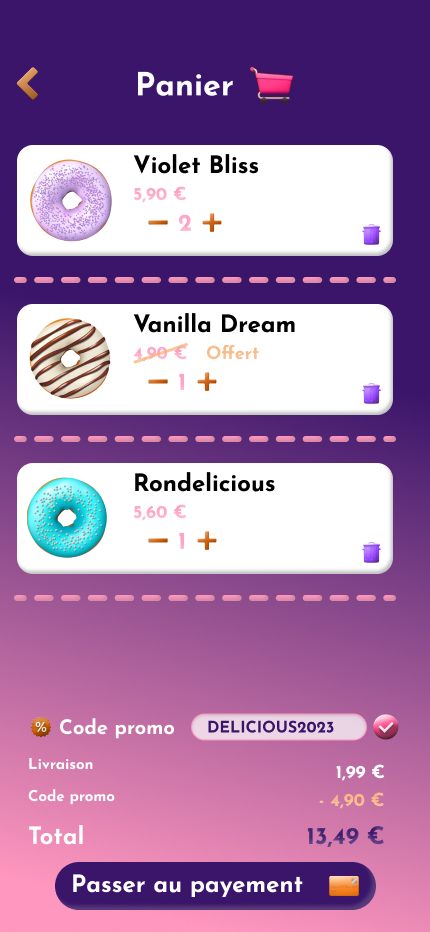 Panier
Violet Bliss
5,90 €
2
Vanilla Dream
4,90 € Offert
1
Rondelicious
5,60 €
1
% Code promo DELICIOUS2023
Livraison 1,99 €
Code promo - 4,90 €
Total 13,49 €
Passer au payement